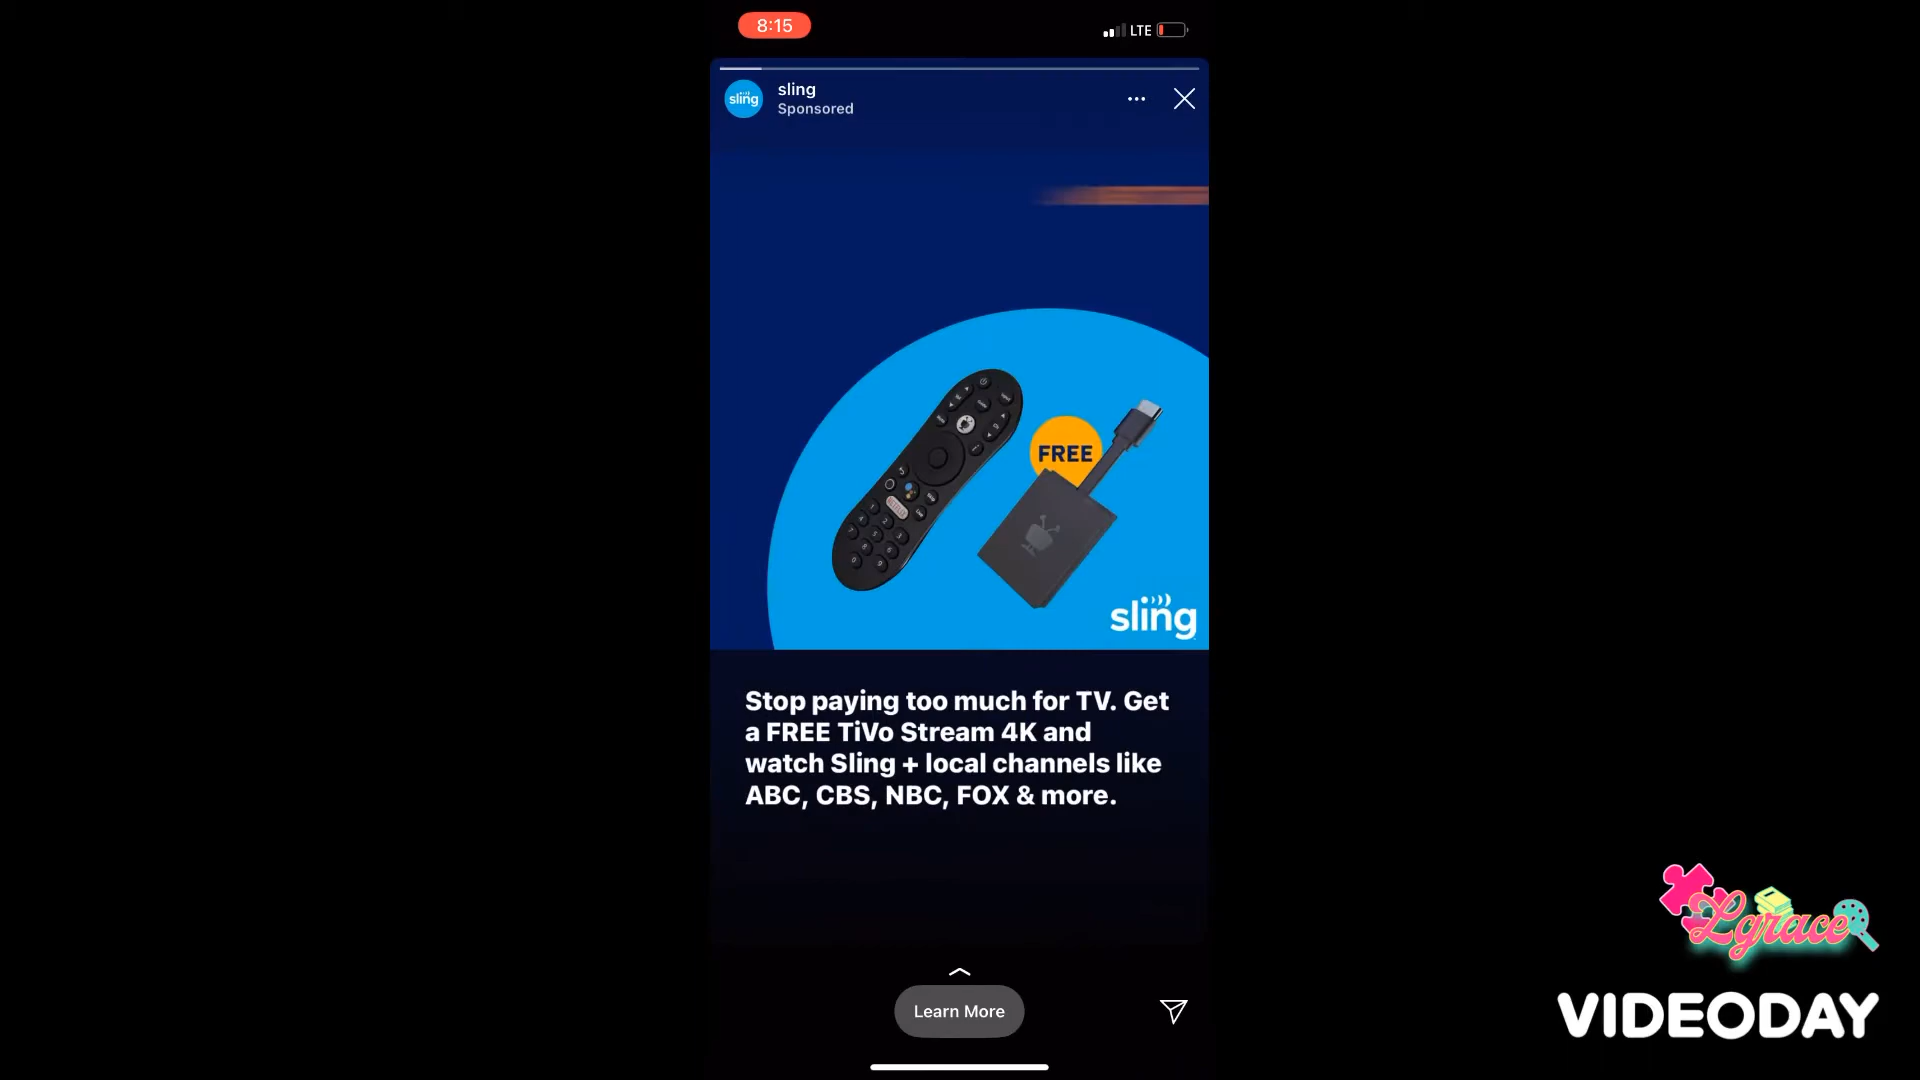 8:15
LTE
sling
sling
Sponsored
FREE
sling
Stop paying too much for TV. Get
a FREE TiVo Stream 4K and
watch Sling + local channels like
ABC, CBS, NBC, FOX & more.
Learn More
Lgrace
VIDEODAY